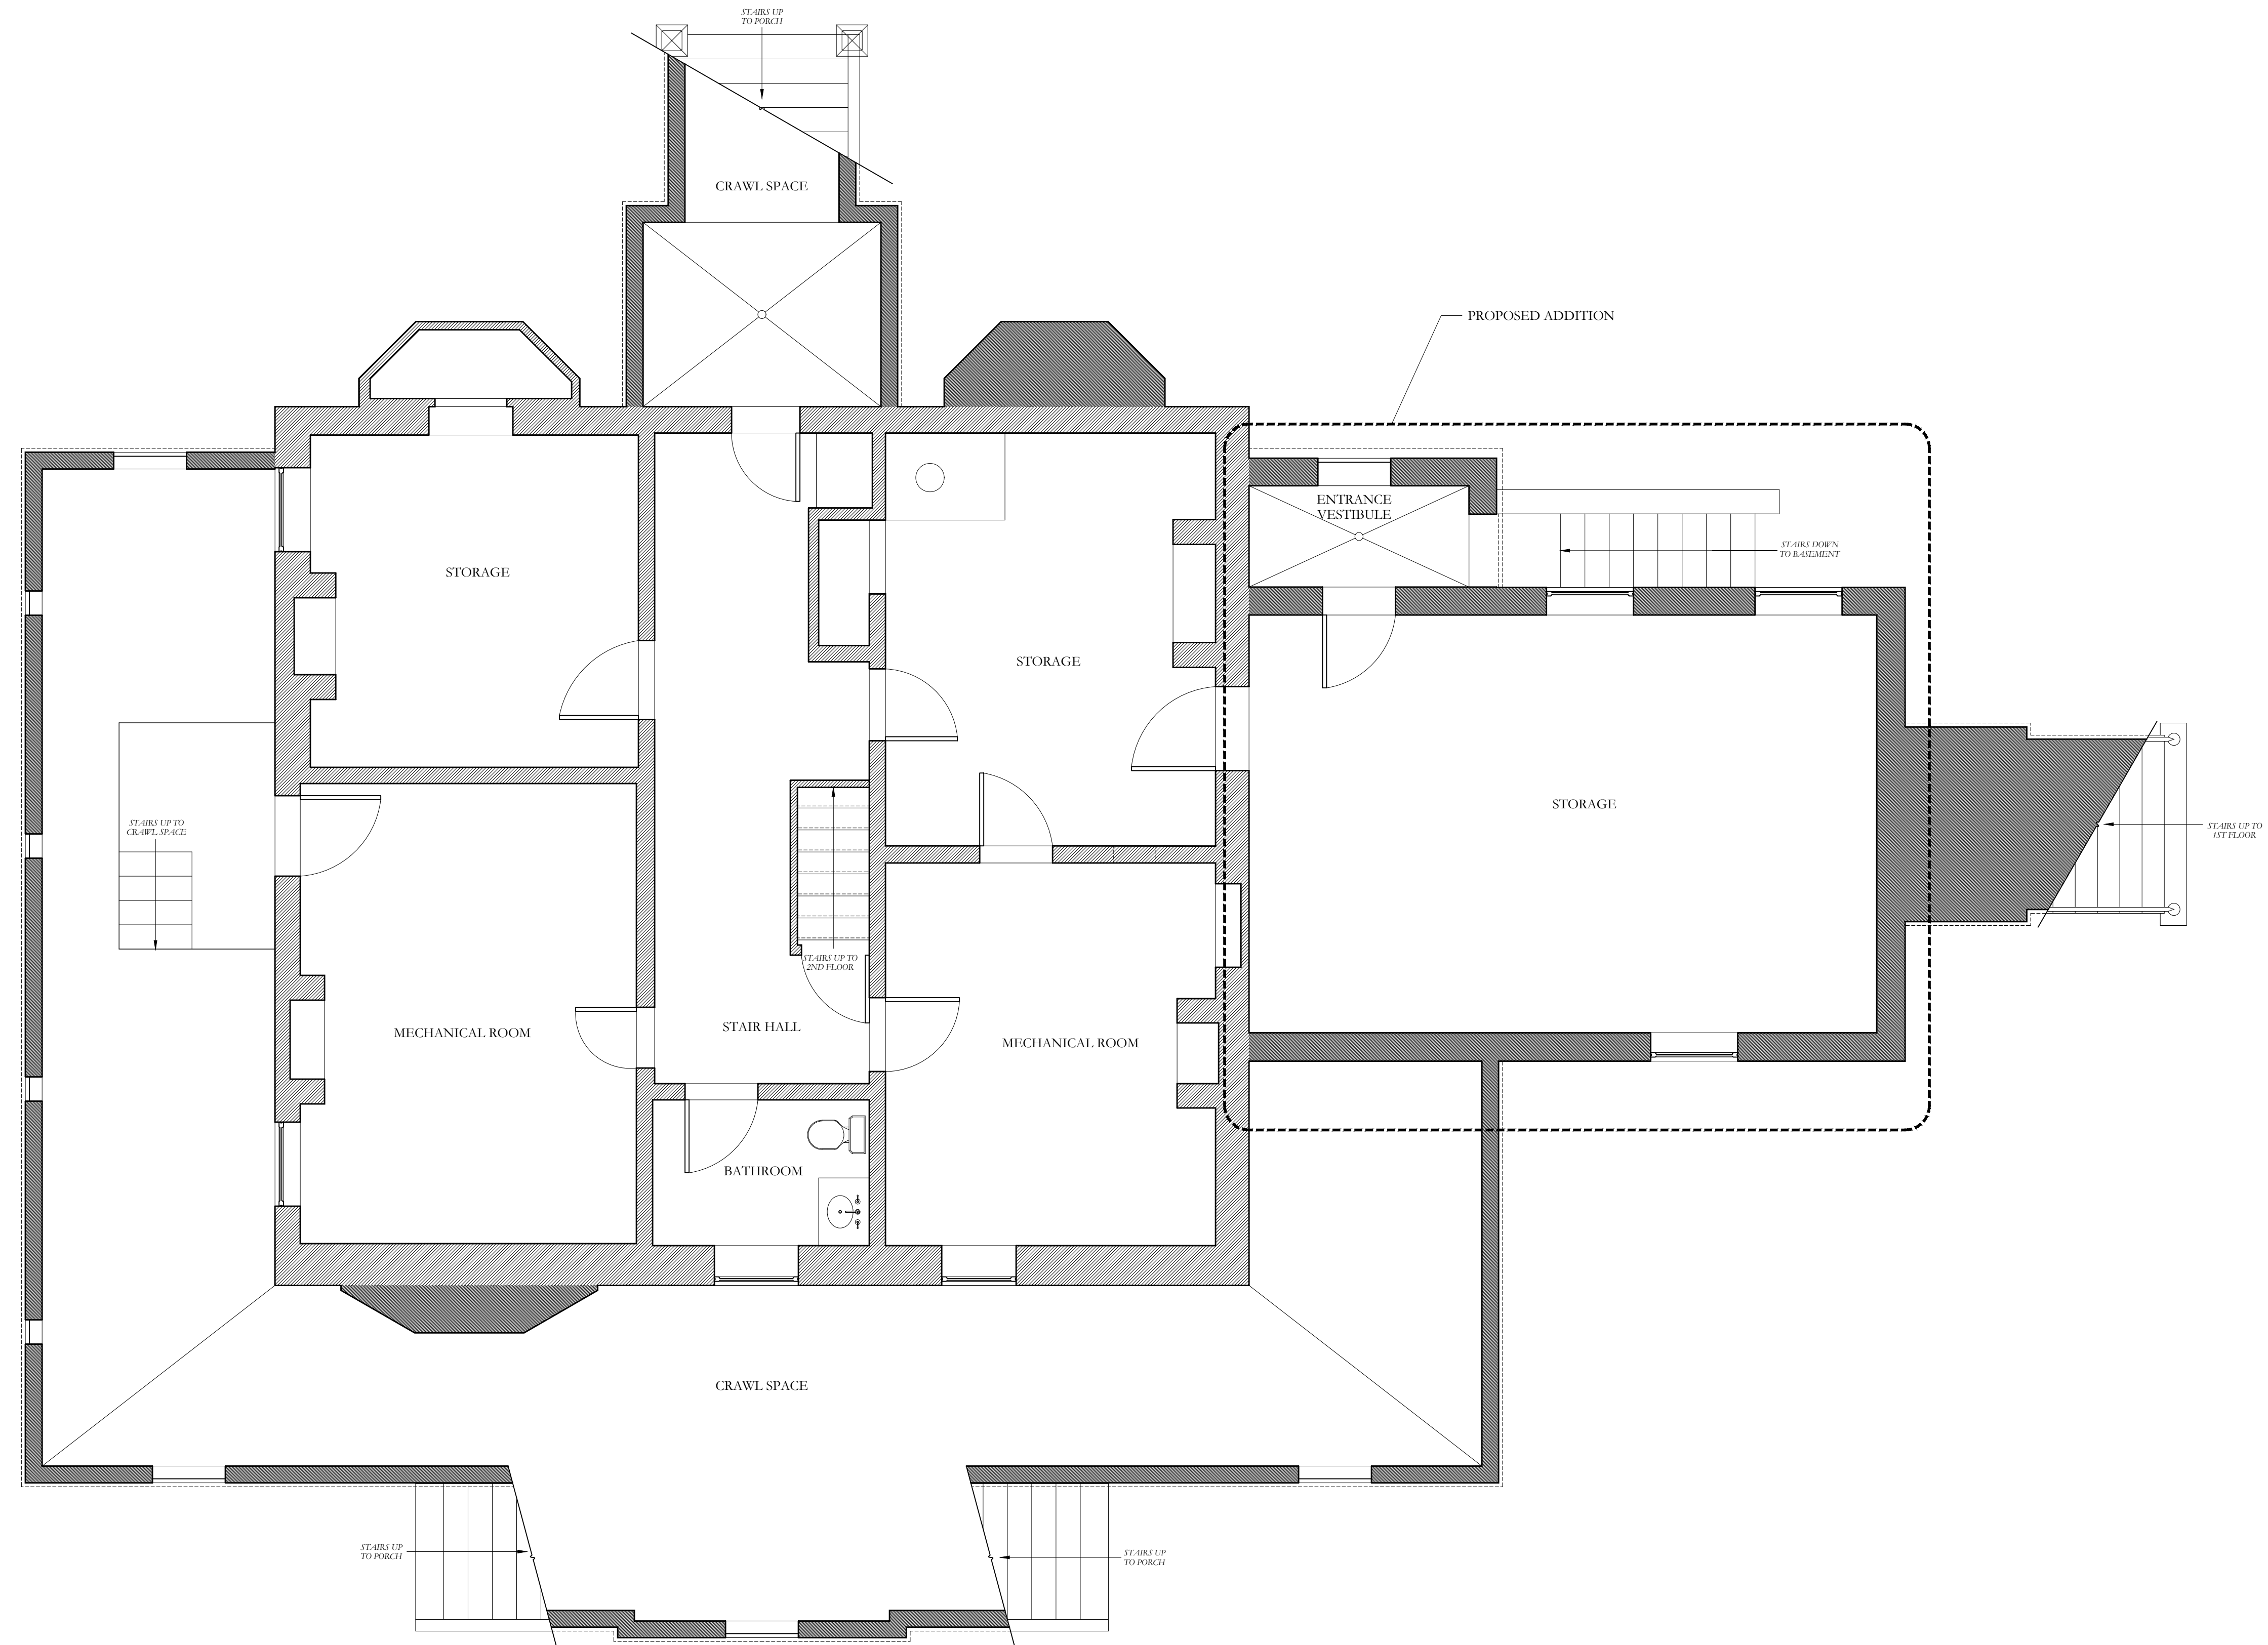 STAIRS UP
TO PORCH
CRAWL SPACE
PROPOSED ADDITION
ENTRANCE
VESTIBULE
STAIRS DOWN
TO BASEMENT
STORAGE
STORAGE
STORAGE
STAIRS UP TO
CRAWL SPACE
STAIRS UP TO
1ST FLOOR
STAIRS UP TO
2ND FLOOR
MECHANICAL ROOM
STAIR HALL
MECHANICAL ROOM
BATHROOM
CRAWL SPACE
STAIRS UP
TO PORCH
STAIRS UP
TO PORCH